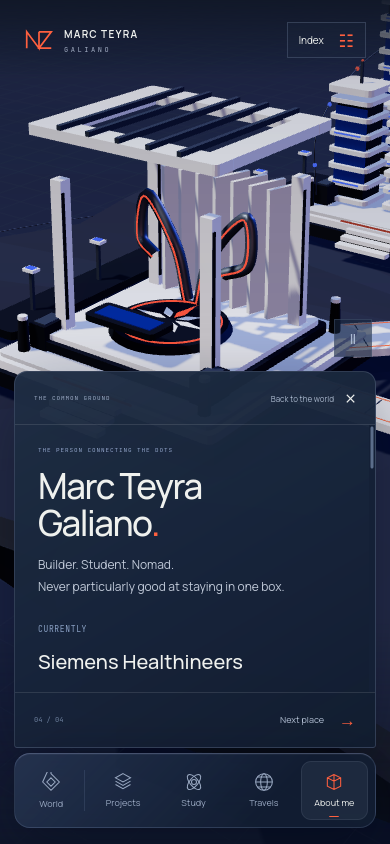 MARC TEYRA
GALIANO
Index
THE COMMON GROUND
Back to the world
THE PERSON CONNECTING THE DOTS
Marc Teyra
Galiano.
Builder. Student. Nomad.
Never particularly good at staying in one box.
CURRENTLY
Siemens Healthineers
04 / 04
Next place
World
Projects
Study
Travels
About me